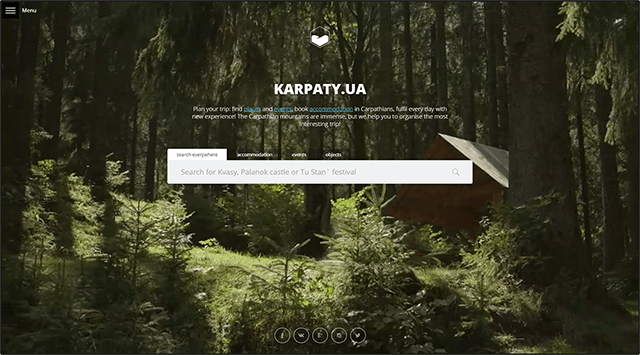 Menu
KARPATY.UA
Plan your trip: find places and events, book accommodation in Carpathians, fulfil every day with
new experience! The Carpathian mountains are immense, but we help you to organise the most
interesting trip!
search everywhere accommodation events objects
Search for Kvasy, Palanok castle or Tu Stan` festival